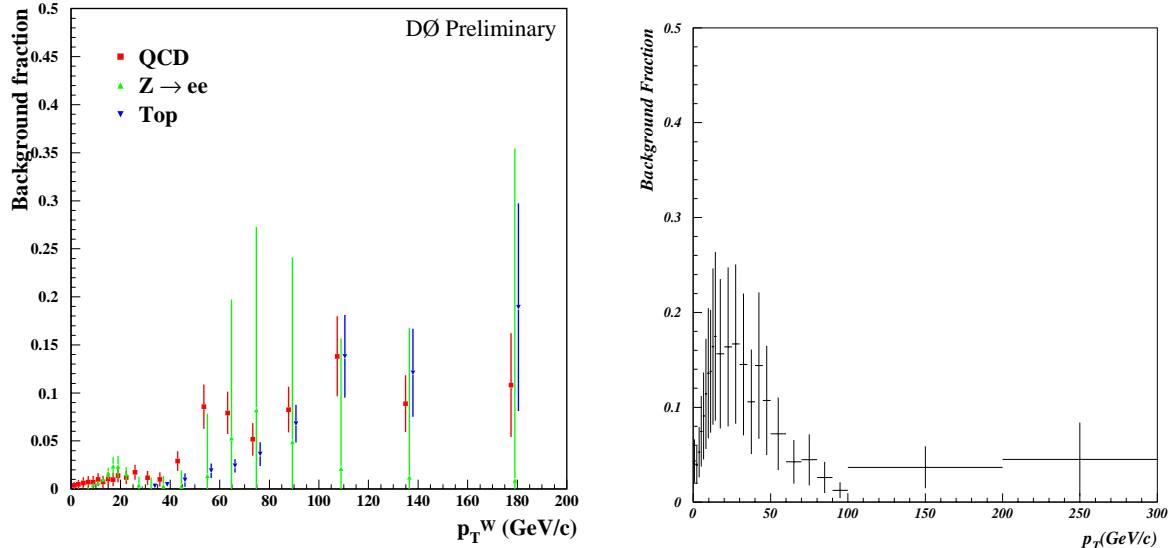 DØ Preliminary
QCD
Z → ee
Top
Background fraction
0.5
0.45
0.4
0.35
0.3
0.25
0.2
0.15
0.1
0.05
0
0 20 40 60 80 100 120 140 160 180 200
p_T^W (GeV/c)
Background Fraction
0.5
0.4
0.3
0.2
0.1
0
0 50 100 150 200 250 300
p_T(GeV/c)